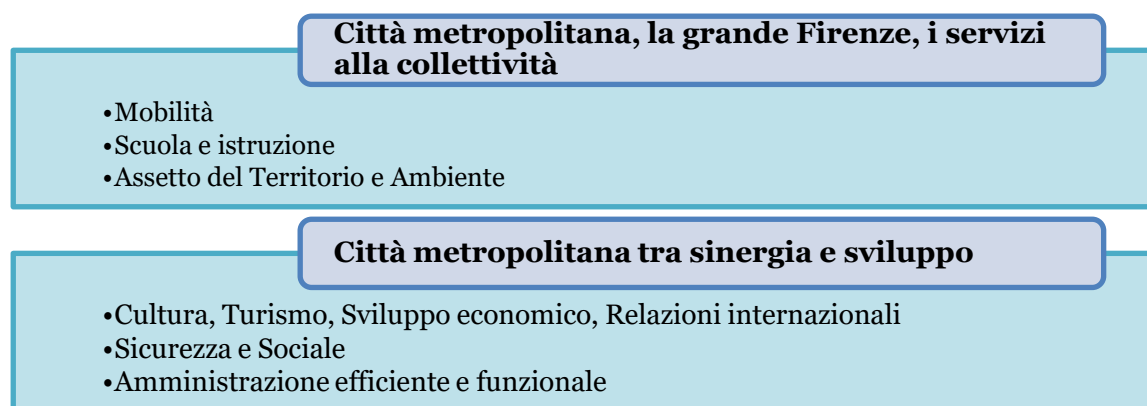 Città metropolitana, la grande Firenze, i servizi
alla collettività
•Mobilità
•Scuola e istruzione
•Assetto del Territorio e Ambiente
Città metropolitana tra sinergia e sviluppo
•Cultura, Turismo, Sviluppo economico, Relazioni internazionali
•Sicurezza e Sociale
•Amministrazione efficiente e funzionale